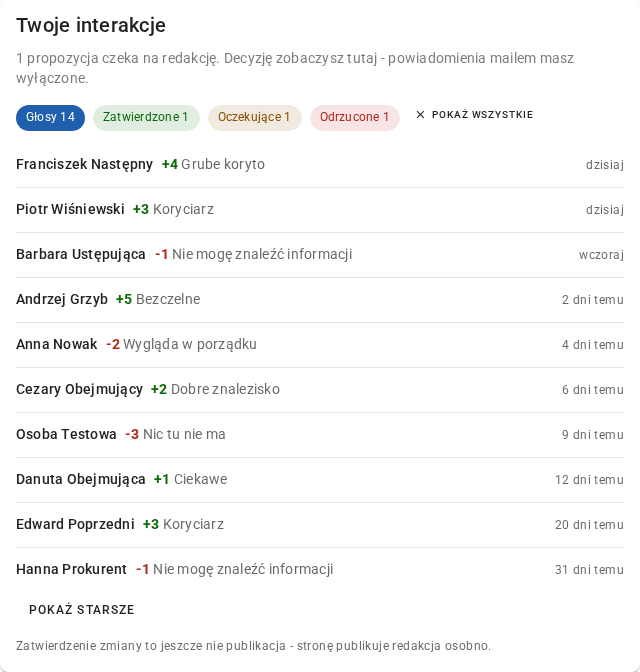 Twoje interakcje
1 propozycja czeka na redakcję. Decyzję zobaczysz tutaj - powiadomienia mailem masz
wyłączone.
Głosy 14 Zatwierdzone 1 Oczekujące 1 Odrzucone 1 × POKAŻ WSZYSTKIE
Franciszek Następny +4 Grube koryto dzisiaj
Piotr Wiśniewski +3 Koryciarz dzisiaj
Barbara Ustępująca -1 Nie mogę znaleźć informacji wczoraj
Andrzej Grzyb +5 Bezczelne 2 dni temu
Anna Nowak -2 Wygląda w porządku 4 dni temu
Cezary Obejmujący +2 Dobre znalezisko 6 dni temu
Osoba Testowa -3 Nic tu nie ma 9 dni temu
Danuta Obejmująca +1 Ciekawe 12 dni temu
Edward Poprzedni +3 Koryciarz 20 dni temu
Hanna Prokurent -1 Nie mogę znaleźć informacji 31 dni temu
POKAŻ STARSZE
Zatwierdzenie zmiany to jeszcze nie publikacja - stronę publikuje redakcja osobno.